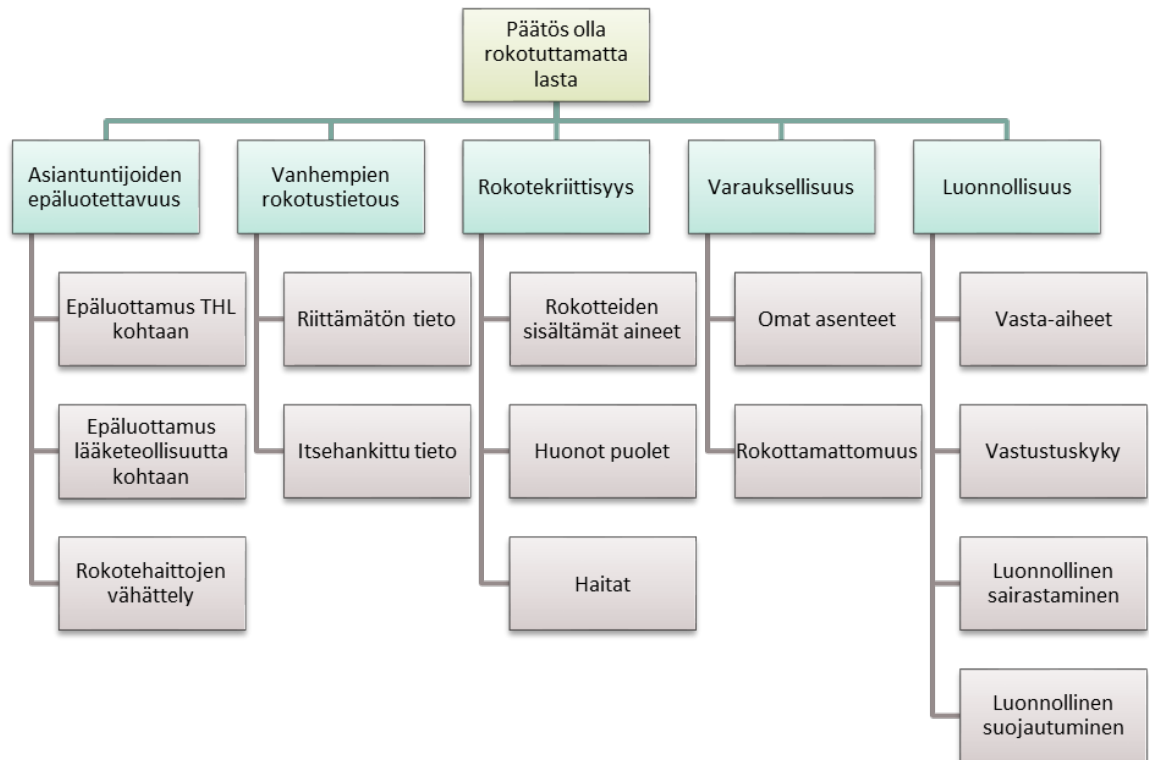 Päätös olla
rokotuttamatta
lasta
Asiantuntijoiden
epäluotettavuus
Epäluottamus THL
kohtaan
Epäluottamus
lääketeollisuutta
kohtaan
Rokotehaittojen
vähättely
Vanhempien
rokotustietous
Riittämätön tieto
Itsehankittu tieto
Rokotekriittisyys
Rokotteiden
sisältämät aineet
Huonot puolet
Haitat
Varauksellisuus
Omat asenteet
Rokottamattomuus
Luonnollisuus
Vasta-aiheet
Vastustuskyky
Luonnollinen
sairastaminen
Luonnollinen
suojautuminen